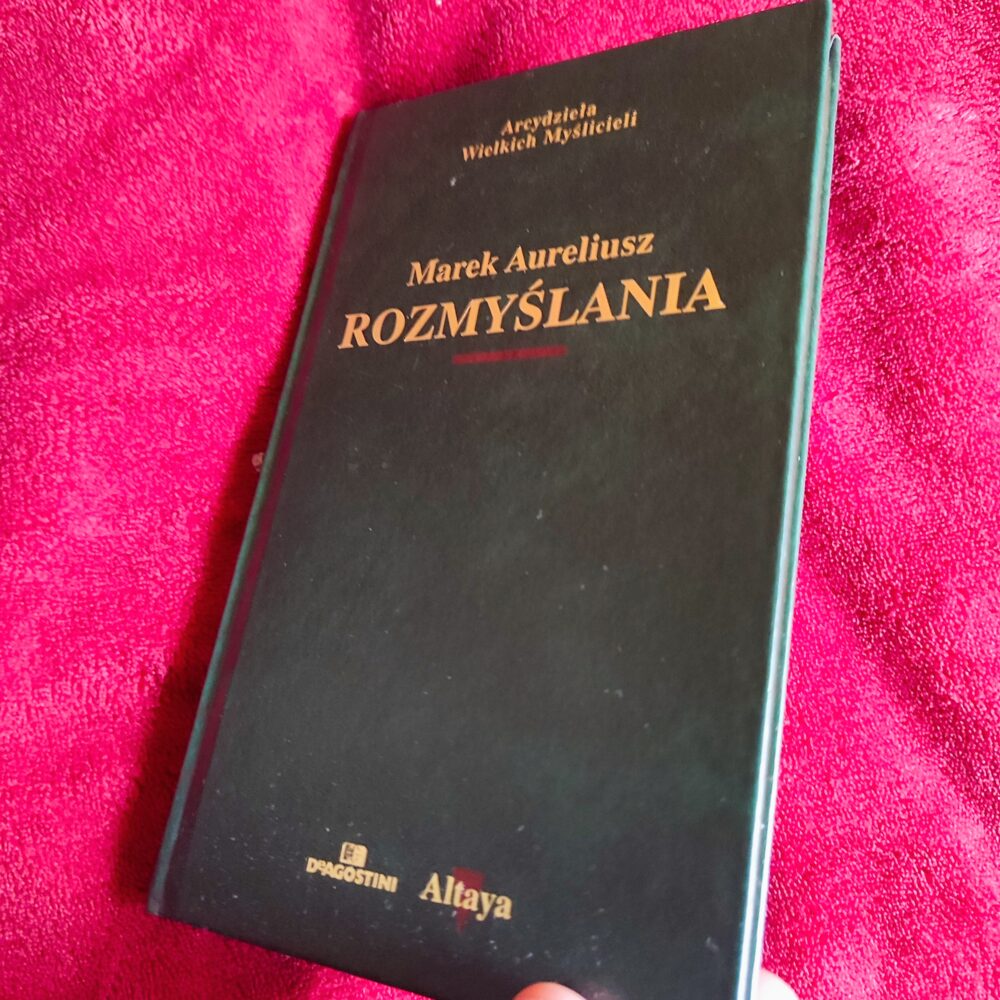 Arcydzieła
Wielkich Myślicieli
Marek Aureliusz
ROZMYŚLANIA
DeAGOSTINI
Altaya